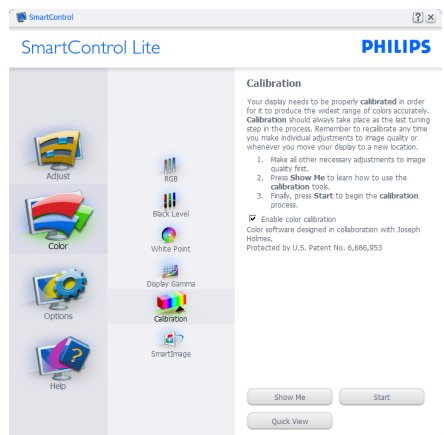 SmartControl
SmartControl Lite
PHILIPS
Adjust
Color
Options
Help
RGB
Black Level
White Point
Display Gamma
Calibration
SmartImage
Calibration
Your display needs to be properly calibrated in order
for it to produce the widest range of colors accurately.
Calibration should always take place as the last tuning
step in the process. Remember to recalibrate any time
you make individual adjustments to image quality or
whenever you move your display to a new location.
1. Make all other necessary adjustments to image
quality first.
2. Press Show Me to learn how to use the
calibration tools.
3. Finally, press Start to begin the calibration
process.
Enable color calibration
Color software designed in collaboration with Joseph
Holmes.
Protected by U.S. Patent No. 6,686,953
Show Me
Start
Quick View